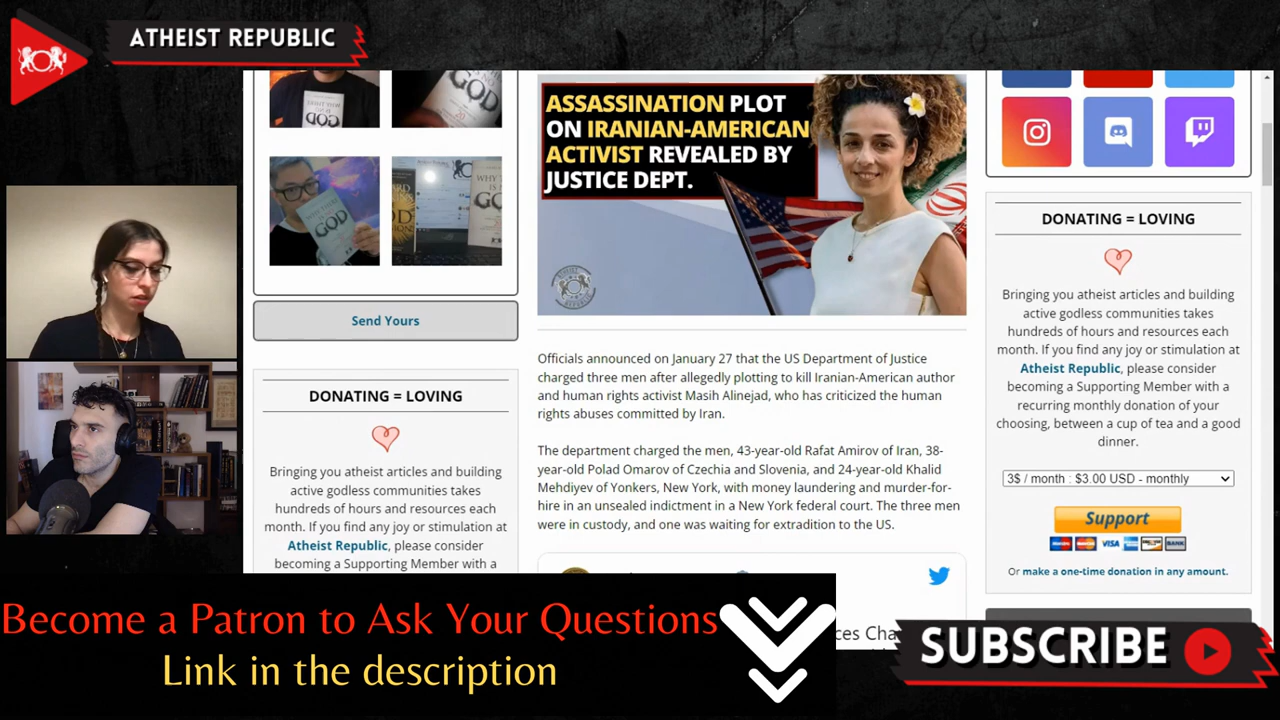 ATHEIST REPUBLIC
GOD
GOD
GOD
WHY
IS
Send Yours
DONATING = LOVING
Bringing you atheist articles and building
active godless communities takes
hundreds of hours and resources each
month. If you find any joy or stimulation at
Atheist Republic, please consider
becoming a Supporting Member with a
ASSASSINATION PLOT
ON IRANIAN-AMERICAN
ACTIVIST REVEALED BY
JUSTICE DEPT.
Officials announced on January 27 that the US Department of Justice
charged three men after allegedly plotting to kill Iranian-American author
and human rights activist Masih Alinejad, who has criticized the human
rights abuses committed by Iran.
The department charged the men, 43-year-old Rafat Amirov of Iran, 38-
year-old Polad Omarov of Czechia and Slovenia, and 24-year-old Khalid
Mehdiyev of Yonkers, New York, with money laundering and murder-for-
hire in an unsealed indictment in a New York federal court. The three men
were in custody, and one was waiting for extradition to the US.
ces Cha
DONATING = LOVING
Bringing you atheist articles and building
active godless communities takes
hundreds of hours and resources each
month. If you find any joy or stimulation at
Atheist Republic, please consider
becoming a Supporting Member with a
recurring monthly donation of your
choosing, between a cup of tea and a good
dinner.
3$ / month : $3.00 USD - monthly
Support
VISA
BANK
Or make a one-time donation in any amount.
Become a Patron to Ask Your Questions
Link in the description
SUBSCRIBE